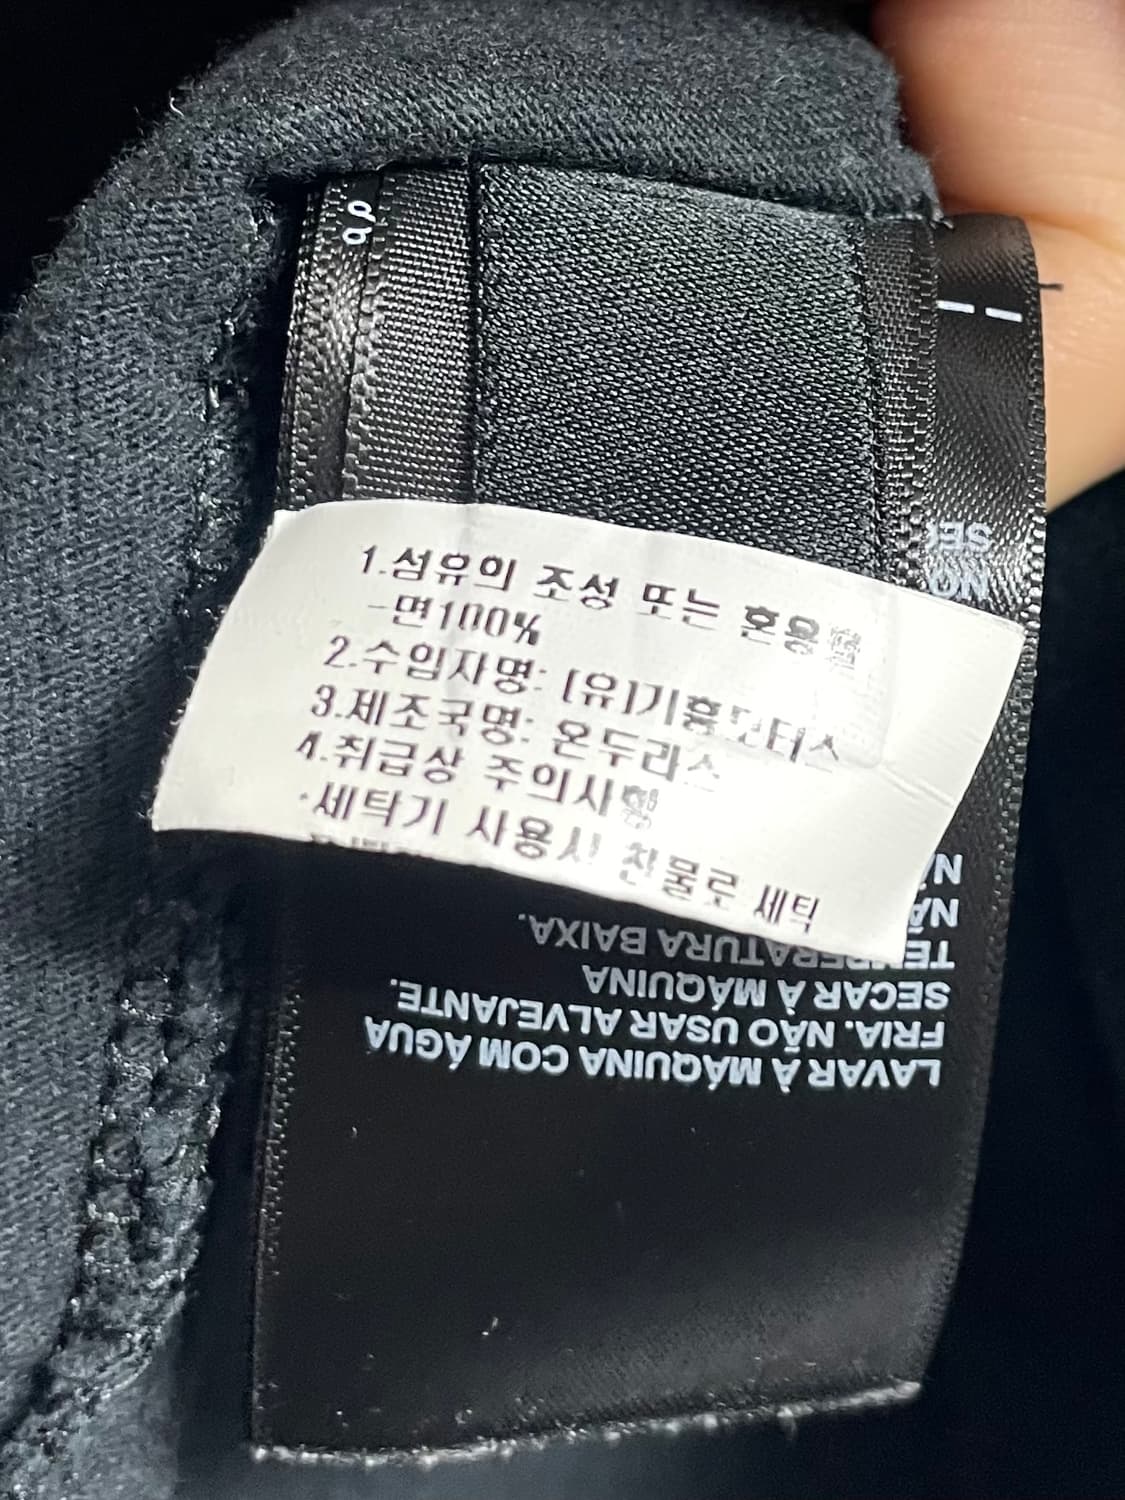 1.섬유의 조성 또는 혼용율
-면100%
2.수입자명: (유)기흥모터스
3.제조국명: 온두라스
4.취급상 주의사항
·세탁기 사용시 찬물로 세탁
LAVAR À MÁQUINA COM ÁGUA
FRIA. NÃO USAR ALVEJANTE.
SECAR À MÁQUINA
TEMPERATURA BAIXA.